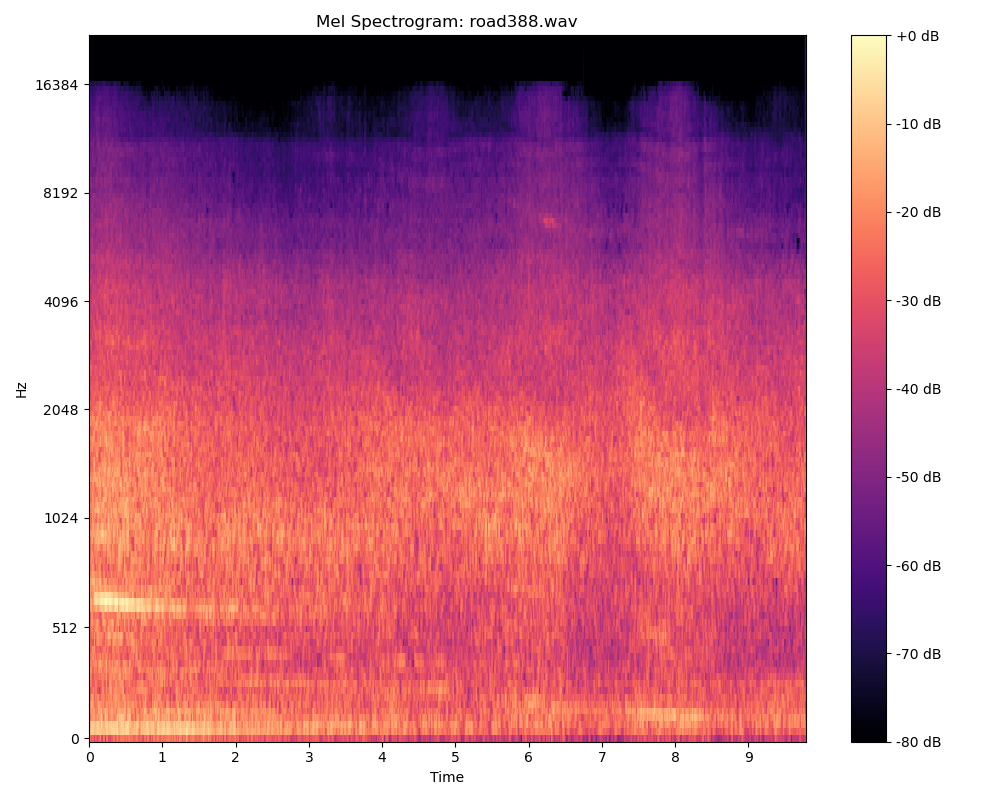 Mel Spectrogram: road388.wav
+0 dB
16384
-10 dB
8192
-20 dB
4096
-30 dB
Hz
2048
-40 dB
1024
-50 dB
512
-60 dB
-70 dB
0
-80 dB
0 1 2 3 4 5 6 7 8 9
Time